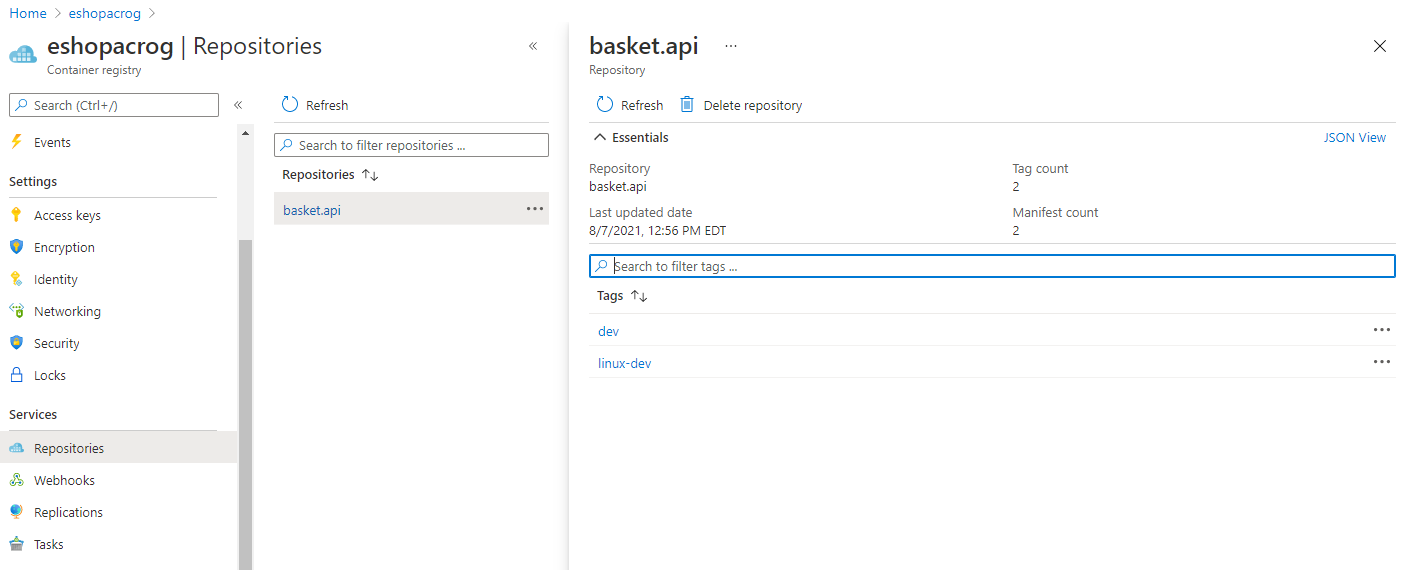 Home > eshopacrog >
eshopacrog | Repositories
Container registry
Search (Ctrl+/)
Events
Settings
Access keys
Encryption
Identity
Networking
Security
Locks
Services
Repositories
Webhooks
Replications
Tasks
Refresh
Search to filter repositories ...
Repositories
basket.api
basket.api
Repository
Refresh Delete repository
Essentials JSON View
Repository
basket.api
Tag count
2
Last updated date
8/7/2021, 12:56 PM EDT
Manifest count
2
Search to filter tags ...
Tags
dev
linux-dev